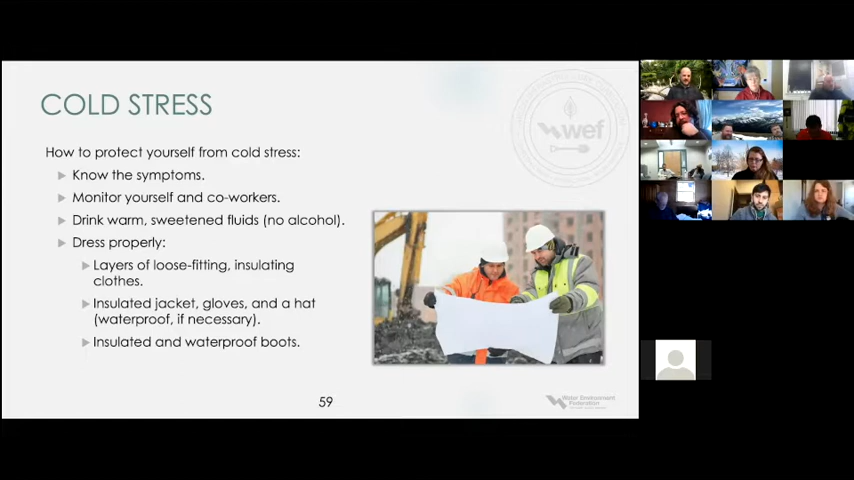 COLD STRESS
How to protect yourself from cold stress:
Know the symptoms.
Monitor yourself and co-workers.
Drink warm, sweetened fluids (no alcohol).
Dress properly:
Layers of loose-fitting, insulating
clothes.
Insulated jacket, gloves, and a hat
(waterproof, if necessary).
Insulated and waterproof boots.
59
wef
Water Environment
Federation